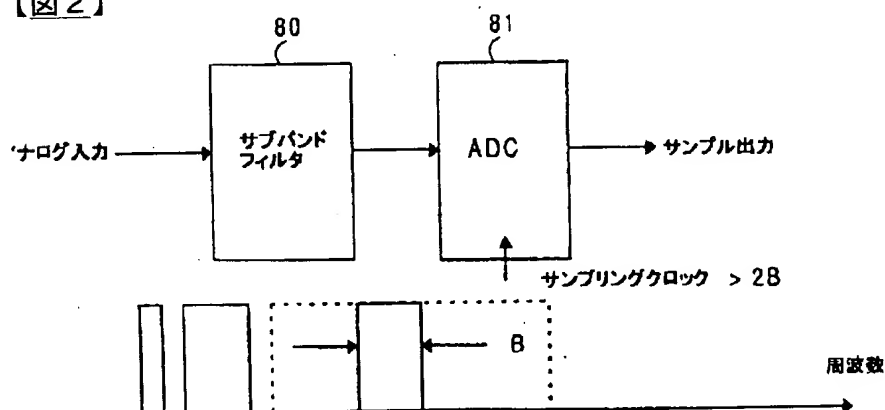 【図2】
80
81
サブバンド
フィルタ
ナログ入力
ADC
サンプル出力
サンプリングクロック > 2B
B
周波数